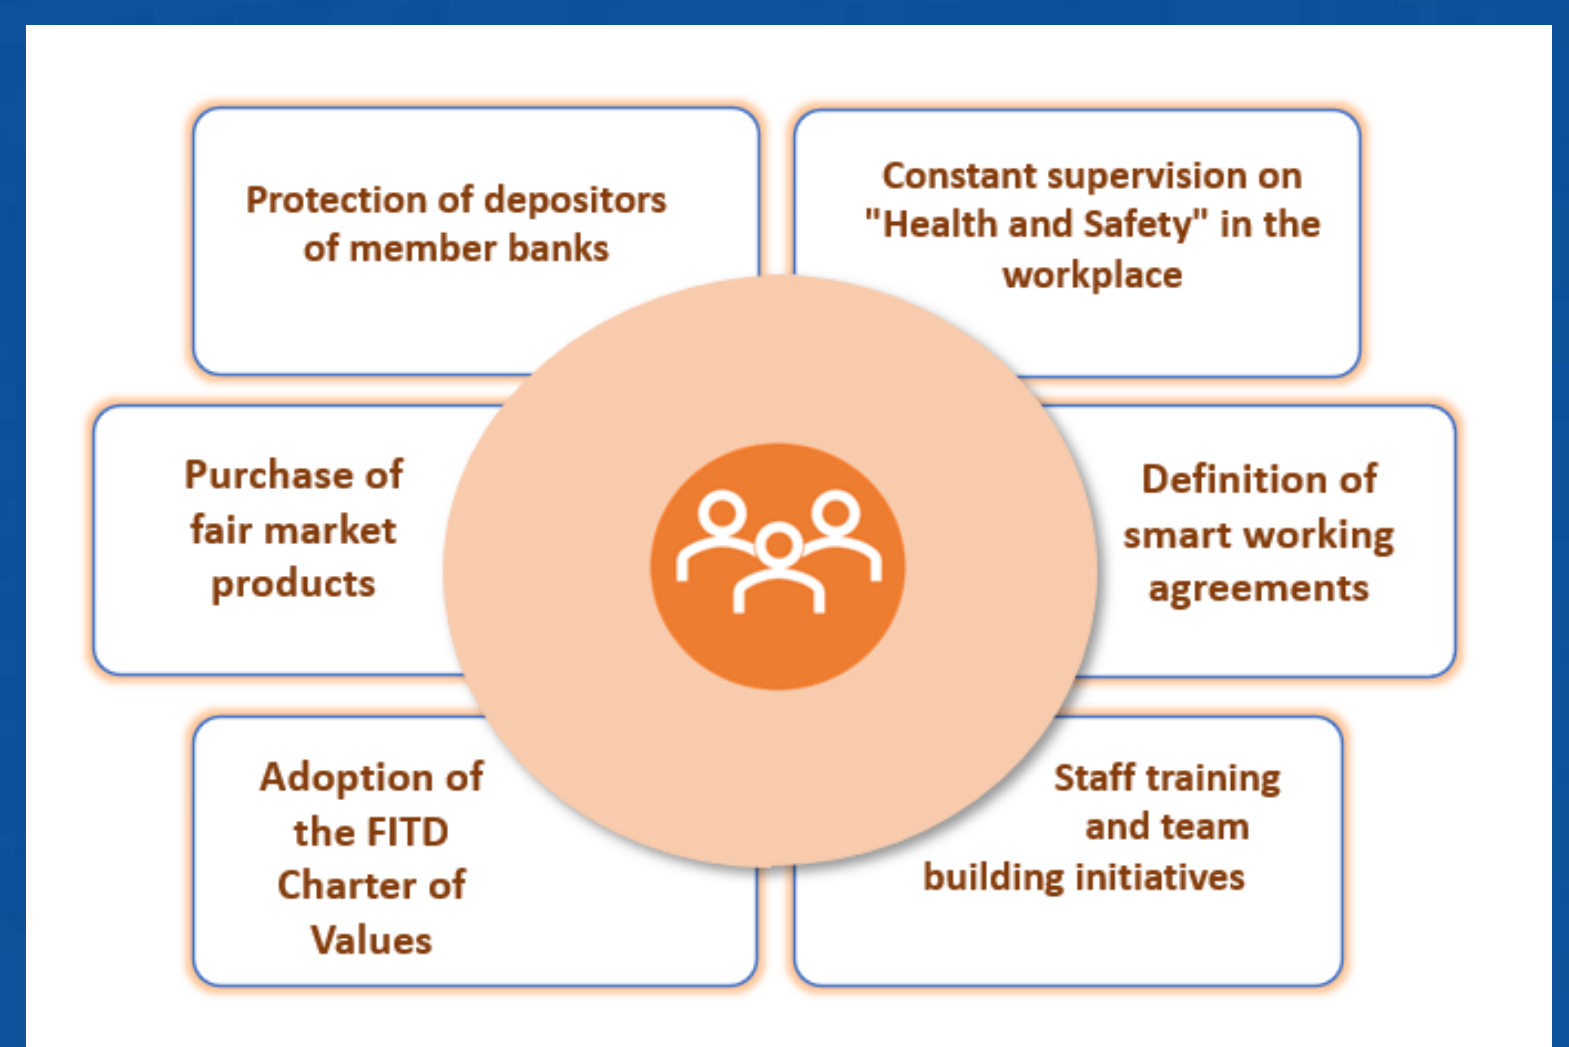 Protection of depositors
of member banks
Constant supervision on
"Health and Safety" in the
workplace
Purchase of
fair market
products
Definition of
smart working
agreements
Adoption of
the FITD
Charter of
Values
Staff training
and team
building initiatives